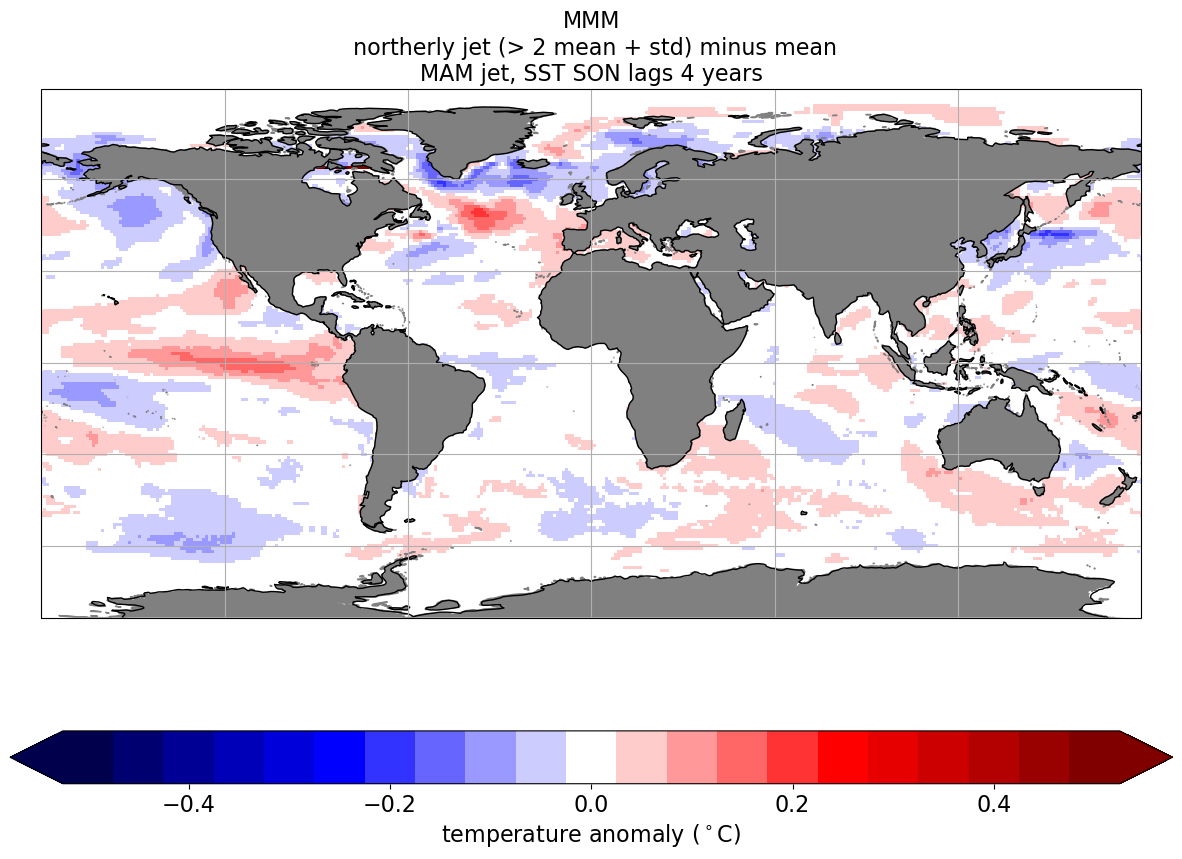 MMM
northerly jet (> 2 mean + std) minus mean
MAM jet, SST SON lags 4 years
−0.4 −0.2 0.0 0.2 0.4
temperature anomaly (°C)